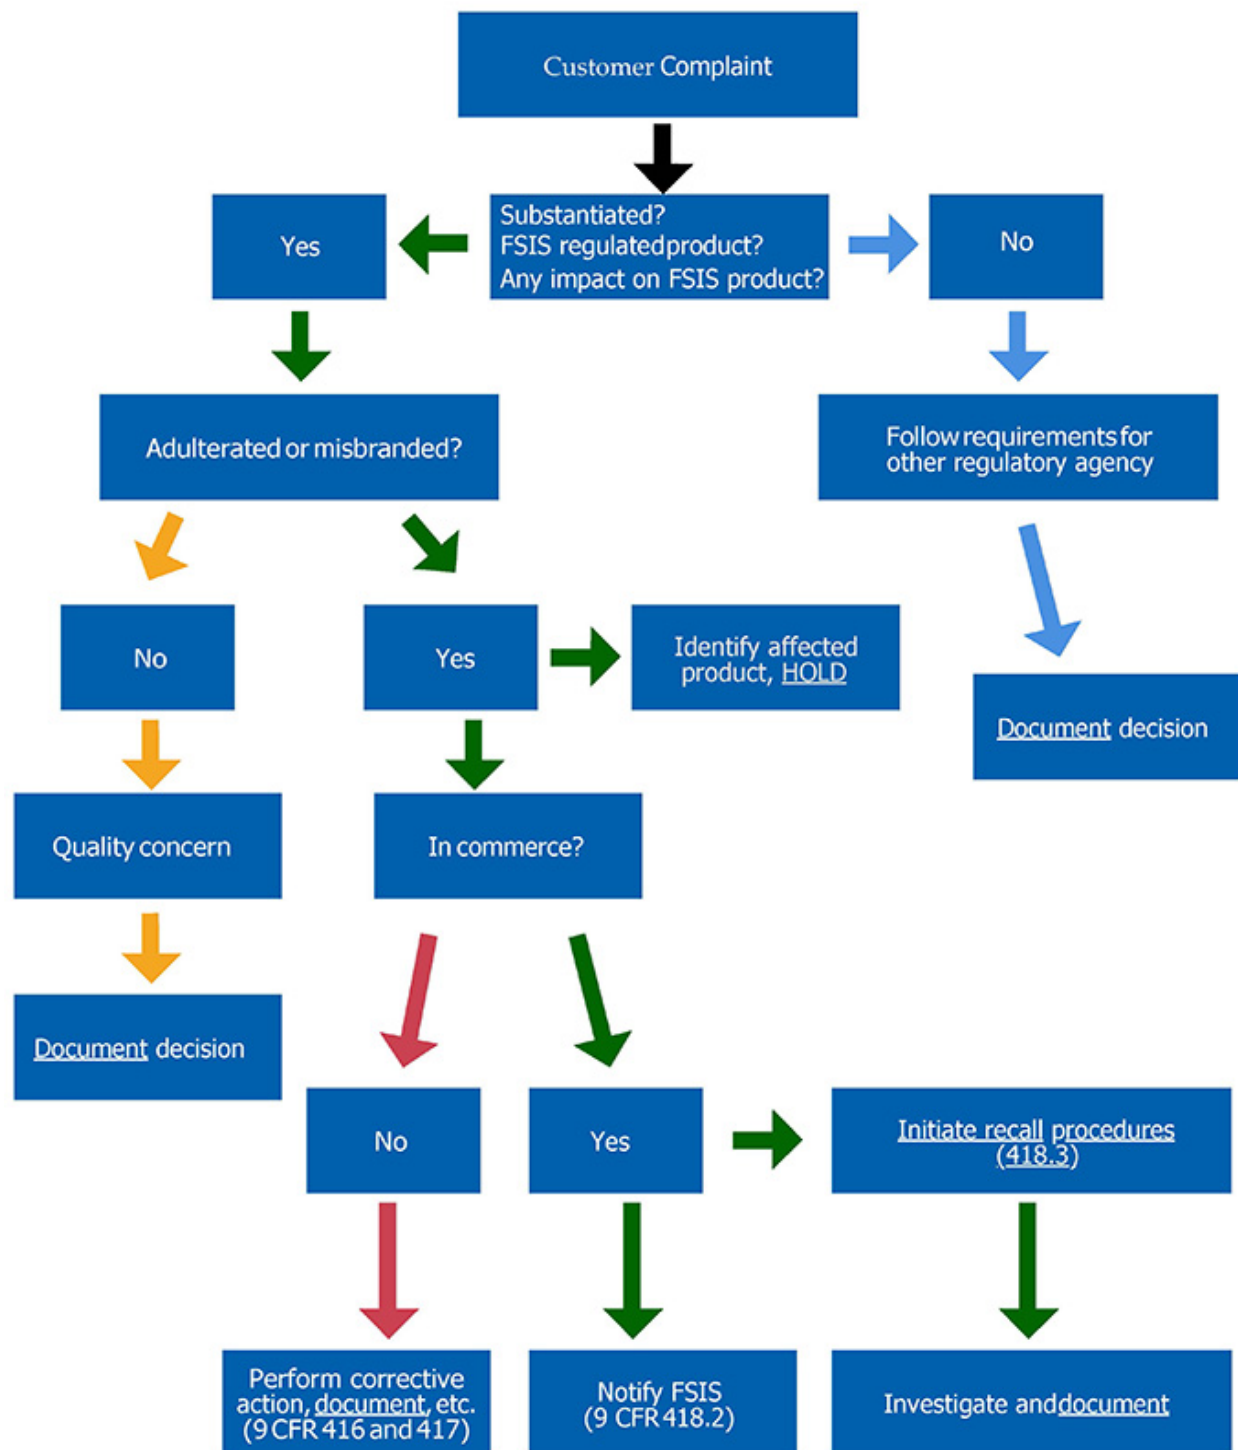 Customer Complaint
Yes
Substantiated?
FSIS regulated product?
Any impact on FSIS product?
No
Adulterated or misbranded?
Follow requirements for
other regulatory agency
No
Yes
Identify affected
product, HOLD
Document decision
Quality concern
In commerce?
Document decision
No
Yes
Initiate recall procedures
(418.3)
Perform corrective
action, document, etc.
(9 CFR 416 and 417)
Notify FSIS
(9 CFR 418.2)
Investigate and document